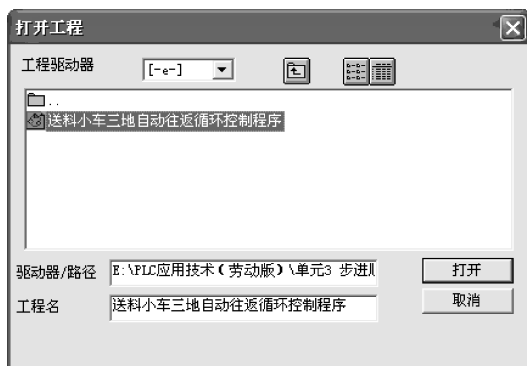 打开工程
工程驱动器 [-e-]
..
送料小车三地自动往返循环控制程序
驱动器/路径 E:\PLC应用技术(劳动版)\单元3 步进
打开
工程名 送料小车三地自动往返循环控制程序
取消